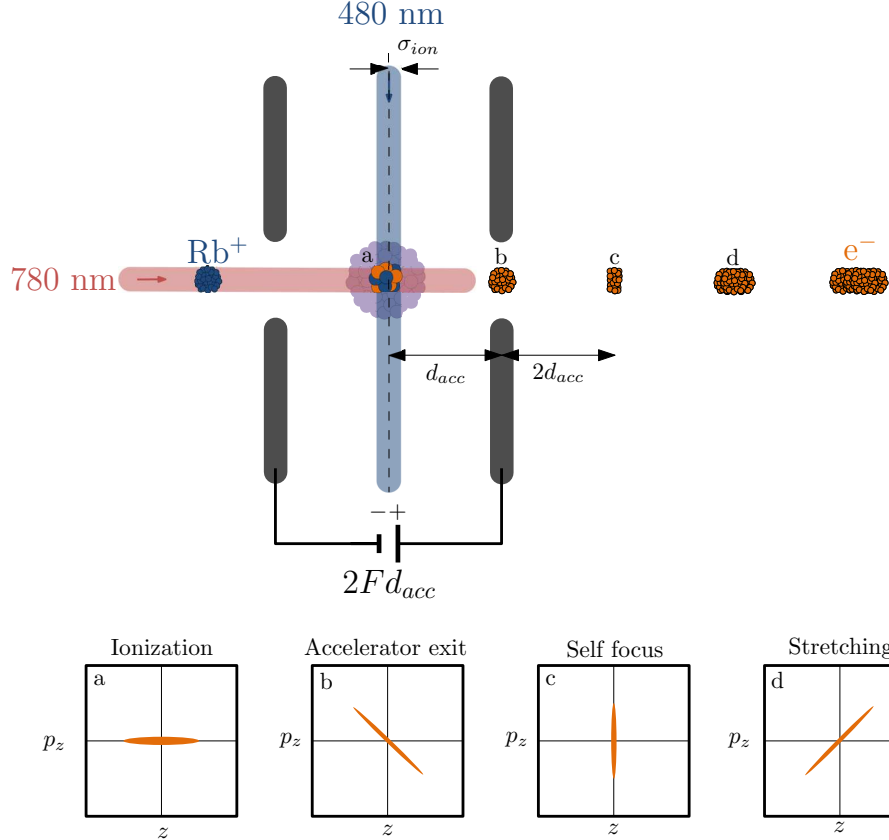 480 nm
σ_ion
Rb⁺
a
b
c
d
e⁻
780 nm
d_acc
2d_acc
−+
2Fd_acc
Ionization
Accelerator exit
Self focus
Stretching
a
b
c
d
p_z
p_z
p_z
p_z
z
z
z
z